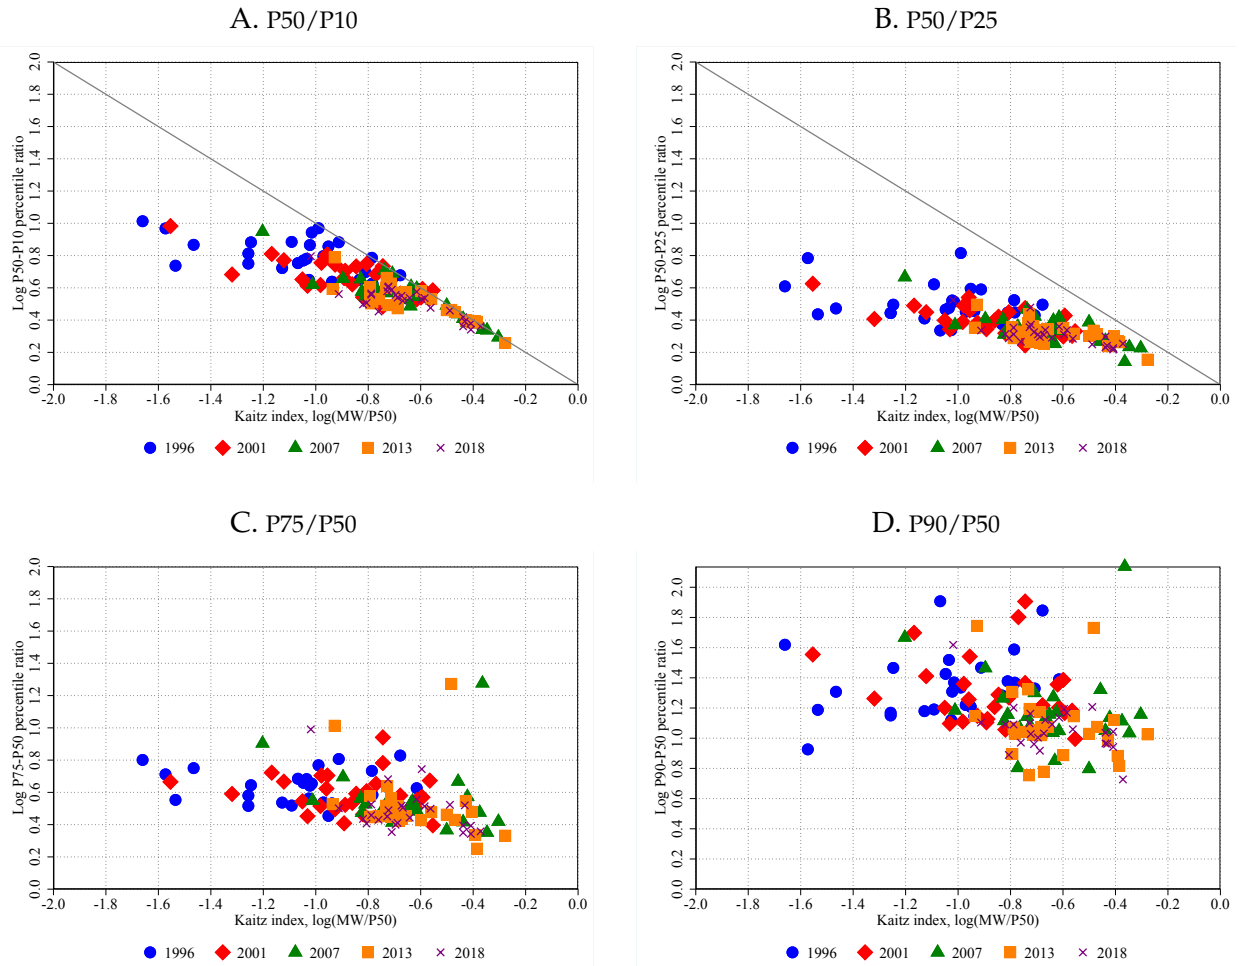 A. P50/P10
Log P50-P10 percentile ratio
2.0
1.8
1.6
1.4
1.2
1.0
0.8
0.6
0.4
0.2
0.0
-2.0 -1.8 -1.6 -1.4 -1.2 -1.0 -0.8 -0.6 -0.4 -0.2 0.0
Kaitz index, log(MW/P50)
1996 2001 2007 2013 2018
B. P50/P25
Log P50-P25 percentile ratio
2.0
1.8
1.6
1.4
1.2
1.0
0.8
0.6
0.4
0.2
0.0
-2.0 -1.8 -1.6 -1.4 -1.2 -1.0 -0.8 -0.6 -0.4 -0.2 0.0
Kaitz index, log(MW/P50)
1996 2001 2007 2013 2018
C. P75/P50
Log P75-P50 percentile ratio
2.0
1.8
1.6
1.4
1.2
1.0
0.8
0.6
0.4
0.2
0.0
-2.0 -1.8 -1.6 -1.4 -1.2 -1.0 -0.8 -0.6 -0.4 -0.2 0.0
Kaitz index, log(MW/P50)
1996 2001 2007 2013 2018
D. P90/P50
Log P90-P50 percentile ratio
2.0
1.8
1.6
1.4
1.2
1.0
0.8
0.6
0.4
0.2
0.0
-2.0 -1.8 -1.6 -1.4 -1.2 -1.0 -0.8 -0.6 -0.4 -0.2 0.0
Kaitz index, log(MW/P50)
1996 2001 2007 2013 2018